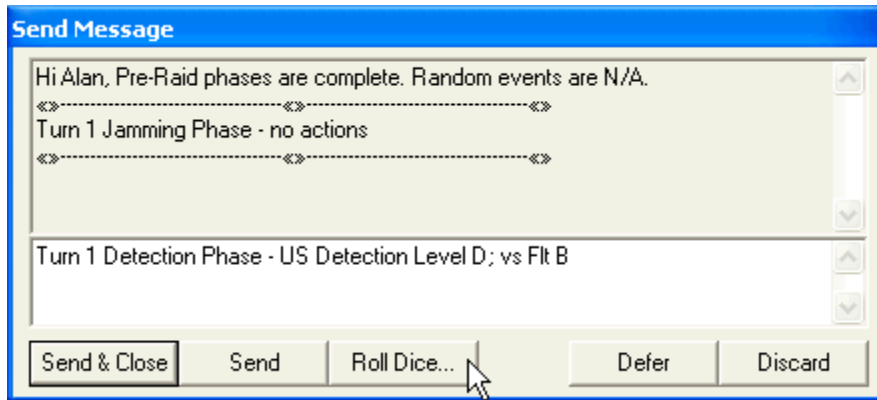 Send Message
Hi Alan, Pre-Raid phases are complete. Random events are N/A.
«»--------------------------------«»--------------------------------«»
Turn 1 Jamming Phase - no actions
«»--------------------------------«»--------------------------------«»
Turn 1 Detection Phase - US Detection Level D; vs Flt B
Send & Close Send Roll Dice... Defer Discard